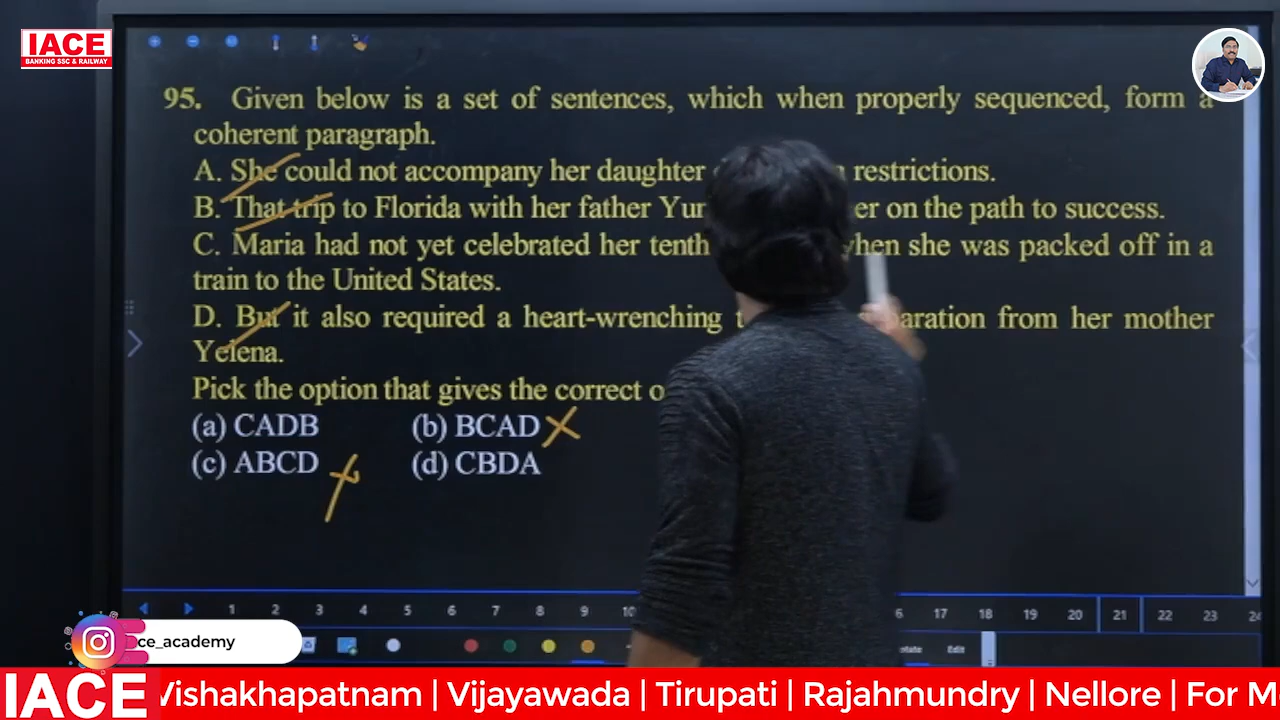 IACE
BANKING SSC & RAILWAY
95. Given below is a set of sentences, which when properly sequenced, form a
coherent paragraph.
A. She could not accompany her daughter restrictions.
B. That trip to Florida with her father on the path to success.
C. Maria had not yet celebrated her tenth when she was packed off in a
train to the United States.
D. But it also required a heart-wrenching from her mother
Yelena.
Pick the option that gives the correct
(a) CADB (b) BCAD
(c) ABCD (d) CBDA
1 2 3 4 5 6 7 8 9 10 17 18 19 20 21 22 23
ce_academy
Edit
IACE Vishakhapatnam | Vijayawada | Tirupati | Rajahmundry | Nellore | For